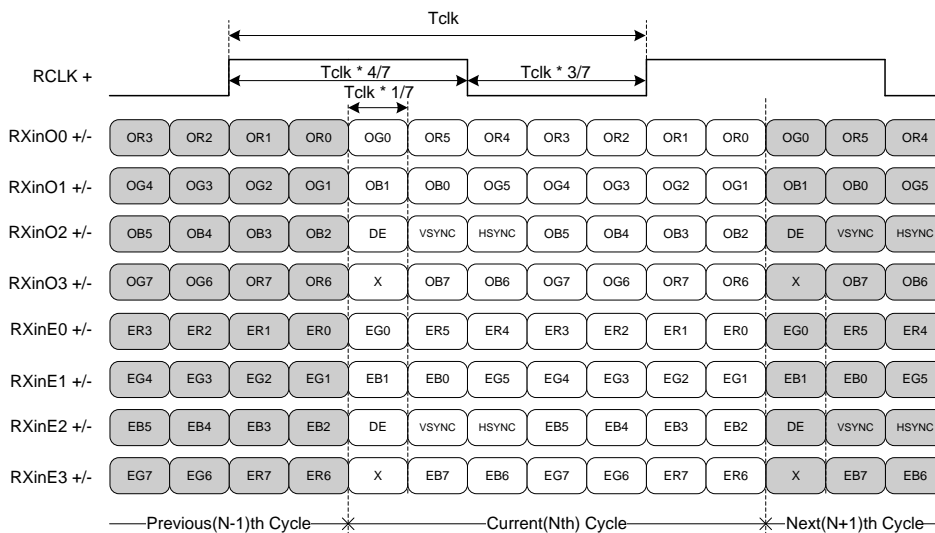 Tclk
RCLK +
Tclk * 4/7
Tclk * 3/7
Tclk * 1/7
RXinO0 +/- OR3 OR2 OR1 OR0 OG0 OR5 OR4 OR3 OR2 OR1 OR0 OG0 OR5 OR4
RXinO1 +/- OG4 OG3 OG2 OG1 OB1 OB0 OG5 OG4 OG3 OG2 OG1 OB1 OB0 OG5
RXinO2 +/- OB5 OB4 OB3 OB2 DE VSYNC HSYNC OB5 OB4 OB3 OB2 DE VSYNC HSYNC
RXinO3 +/- OG7 OG6 OR7 OR6 X OB7 OB6 OG7 OG6 OR7 OR6 X OB7 OB6
RXinE0 +/- ER3 ER2 ER1 ER0 EG0 ER5 ER4 ER3 ER2 ER1 ER0 EG0 ER5 ER4
RXinE1 +/- EG4 EG3 EG2 EG1 EB1 EB0 EG5 EG4 EG3 EG2 EG1 EB1 EB0 EG5
RXinE2 +/- EB5 EB4 EB3 EB2 DE VSYNC HSYNC EB5 EB4 EB3 EB2 DE VSYNC HSYNC
RXinE3 +/- EG7 EG6 ER7 ER6 X EB7 EB6 EG7 EG6 ER7 ER6 X EB7 EB6
Previous(N-1)th Cycle Current(Nth) Cycle Next(N+1)th Cycle